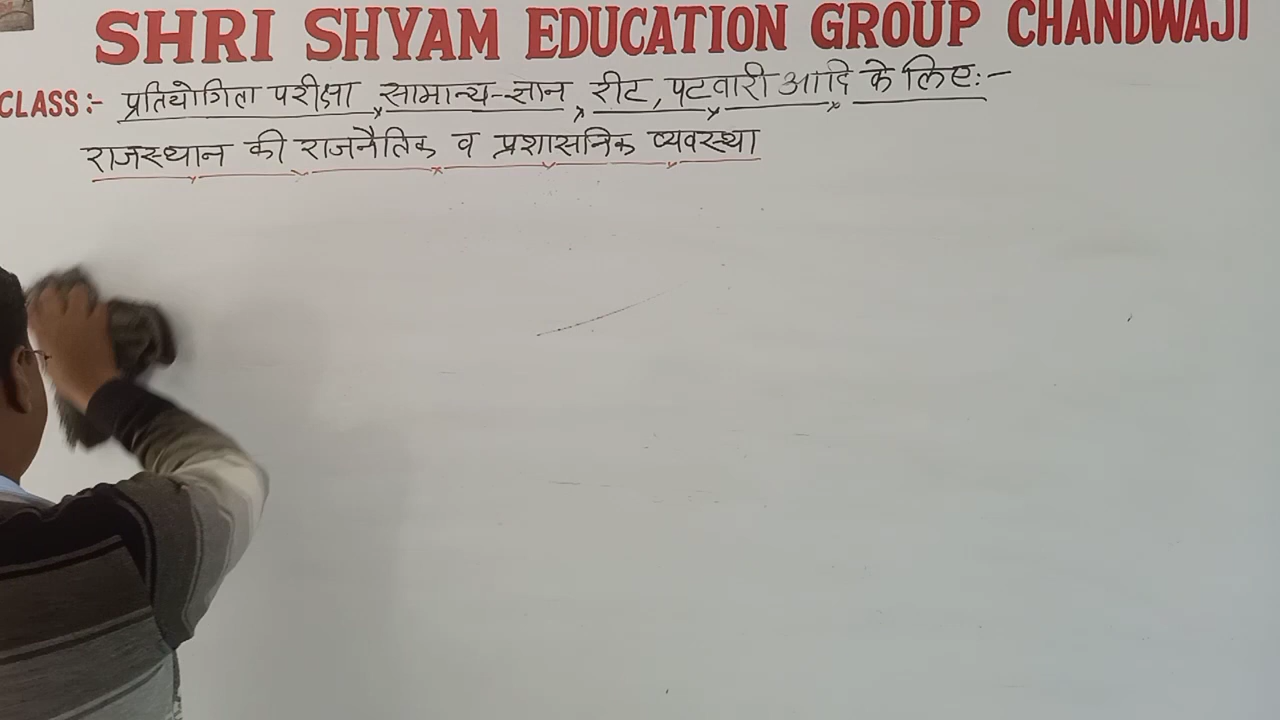 SHRI SHYAM EDUCATION GROUP CHANDWAJI
CLASS:- प्रतियोगिता परीक्षा, सामान्य-ज्ञान, रीट, पटवारी आदि के लिए:-
राजस्थान की राजनैतिक व प्रशासनिक व्यवस्था